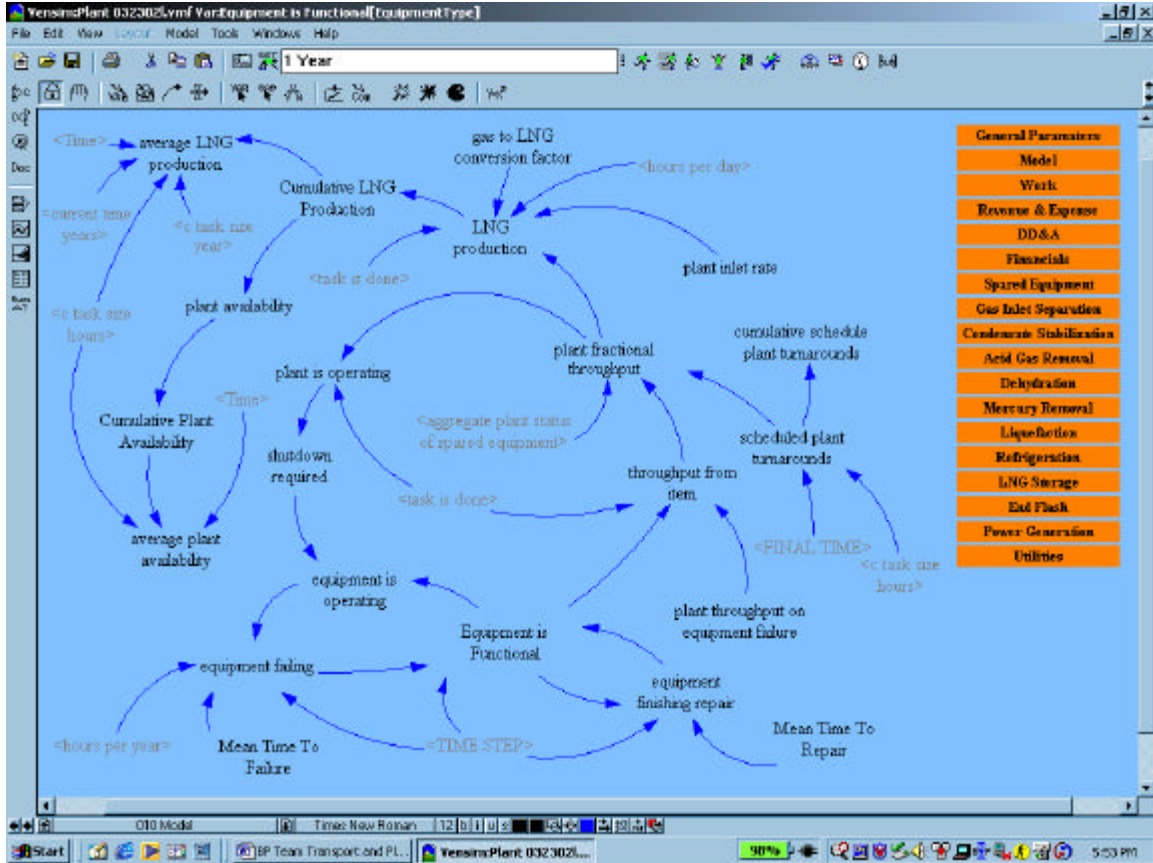 Vensim:Plant 032302l.vmf Var:Equipment is Functional[EquipmentType]
File Edit View Layout Model Tools Windows Help
1 Year
<Time>
average LNG
production
gas to LNG
conversion factor
<hours per day>
Cumulative LNG
Production
<current time
years>
<c task size
year>
LNG
production
plant inlet rate
<task is done>
plant availability
<c task size
hours>
cumulative schedule
plant turnarounds
plant fractional
throughput
plant is operating
<Time>
Cumulative Plant
Availability
<aggregate plant status
of spared equipment>
scheduled plant
turnarounds
shutdown
required
throughput from
item
<task is done>
average plant
availability
<FINAL TIME>
<c task size
hours>
equipment is
operating
plant throughput on
equipment failure
Equipment is
Functional
equipment failing
equipment
finishing repair
<hours per year>
Mean Time To
Failure
<TIME STEP>
Mean Time To
Repair
General Paramaters
Model
Work
Revenue & Expense
DD&A
Financials
Spared Equipment
Gas Inlet Separation
Condensate Stabilization
Acid Gas Removal
Dehydration
Mercury Removal
Liquefaction
Refrigeration
LNG Storage
End Flash
Power Generation
Utilities
010 Model
Times New Roman
12 b i u s
Start
BP Team Transport and Pl...
Vensim:Plant 032302l....
90%
5:53 PM